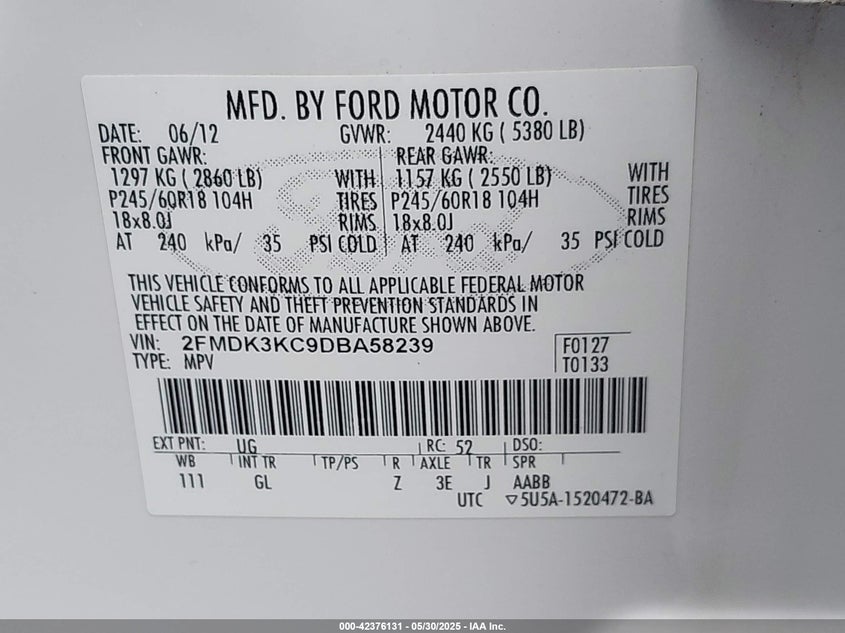 MFD. BY FORD MOTOR CO.
DATE: 06/12 GVWR: 2440 KG ( 5380 LB)
FRONT GAWR: REAR GAWR:
1297 KG ( 2860 LB) WITH 1157 KG ( 2550 LB) WITH
P245/60R18 104H TIRES P245/60R18 104H TIRES
18x8.0J RIMS 18x8.0J RIMS
AT 240 kPa/ 35 PSI COLD AT 240 kPa/ 35 PSI COLD
THIS VEHICLE CONFORMS TO ALL APPLICABLE FEDERAL MOTOR
VEHICLE SAFETY AND THEFT PREVENTION STANDARDS IN
EFFECT ON THE DATE OF MANUFACTURE SHOWN ABOVE.
VIN: 2FMDK3KC9DBA58239 F0127
TYPE: MPV T0133
EXT PNT: UG RC: 52 DSO:
WB INT TR TP/PS R AXLE TR SPR
111 GL Z 3E J AABB
UTC ▽5U5A-1520472-BA
000-42376131 - 05/30/2025 - IAA Inc.